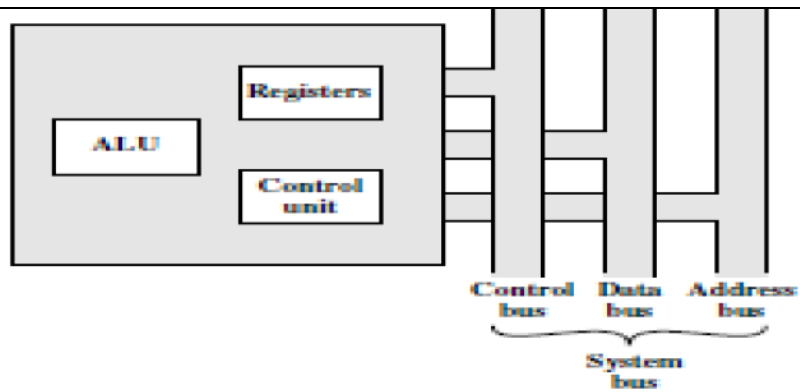 Registers
ALU
Control
unit
Control Data Address
bus bus bus
System
bus